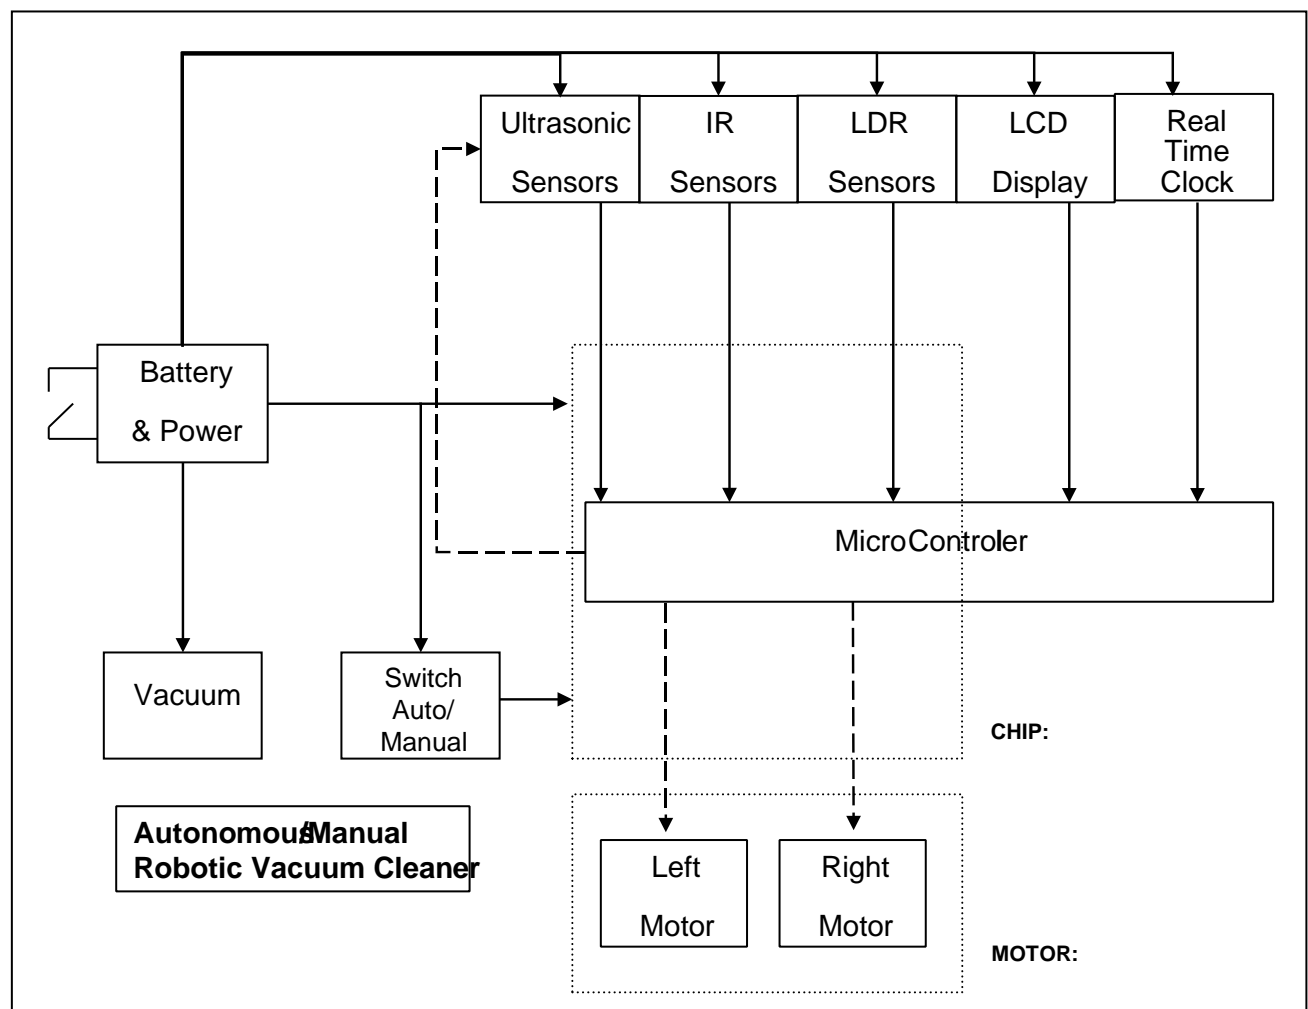 Ultrasonic
Sensors
IR
Sensors
LDR
Sensors
LCD
Display
Real
Time
Clock
Battery
& Power
MicroControler
Vacuum
Switch
Auto/
Manual
CHIP:
Autonomous/Manual
Robotic Vacuum Cleaner
Left
Motor
Right
Motor
MOTOR: